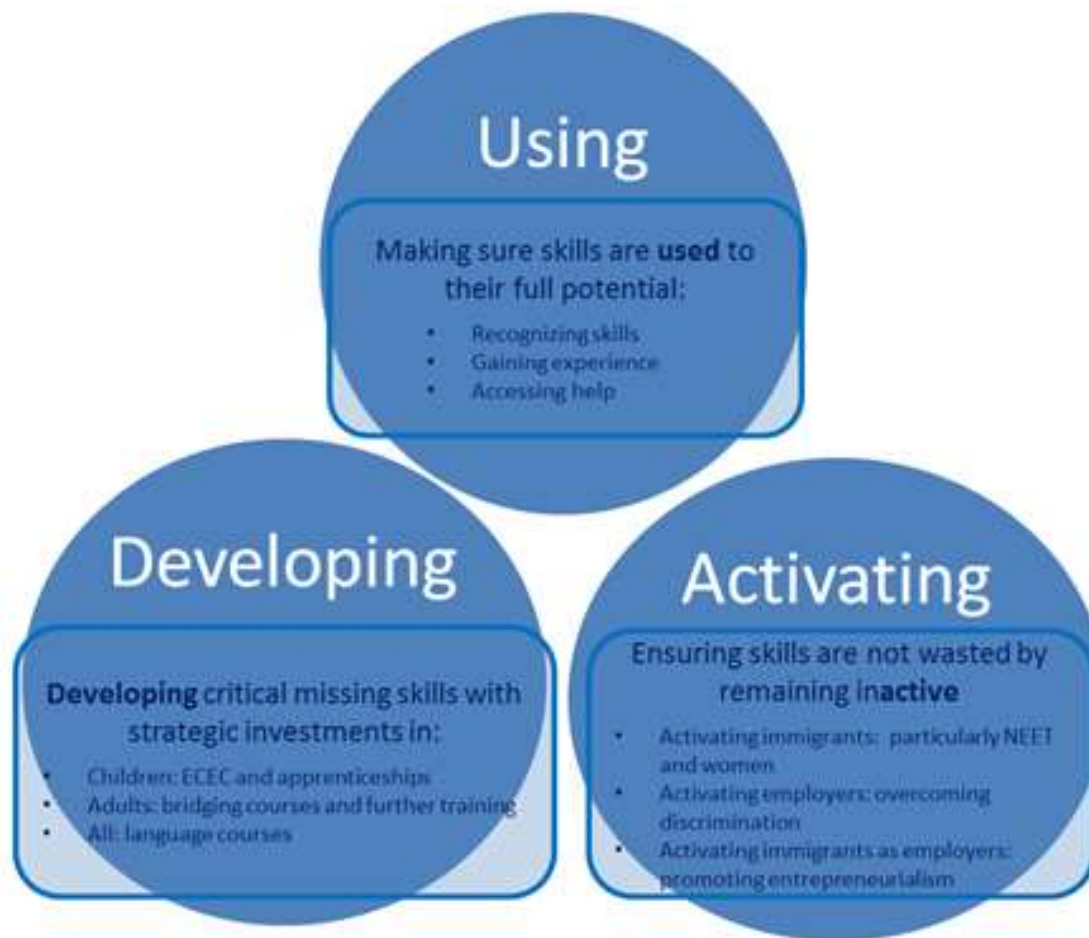 Using
Making sure skills are used to
their full potential:
• Recognizing skills
• Gaining experience
• Accessing help
Developing
Developing critical missing skills with
strategic investments in:
• Children: ECEC and apprenticeships
• Adults: bridging courses and further training
• All: language courses
Activating
Ensuring skills are not wasted by
remaining inactive
• Activating immigrants: particularly NEET
and women
• Activating employers: overcoming
discrimination
• Activating immigrants as employers:
promoting entrepreneurialism